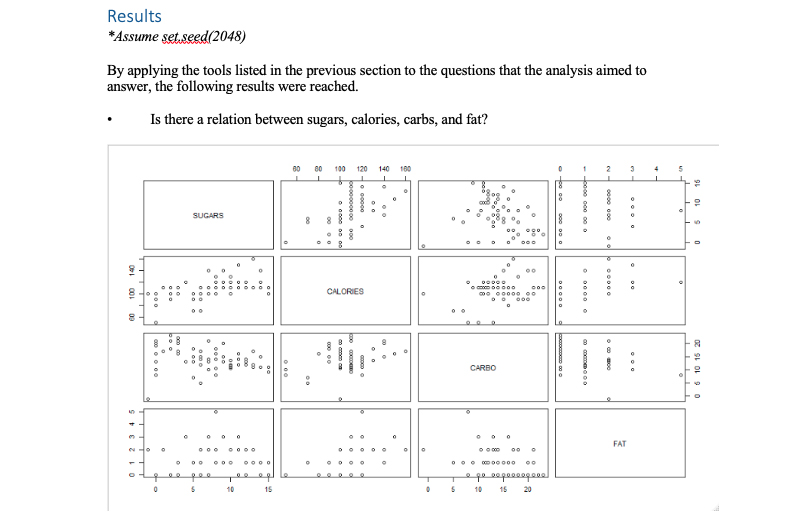 Results
*Assume set.seed(2048)
By applying the tools listed in the previous section to the questions that the analysis aimed to
answer, the following results were reached.
• Is there a relation between sugars, calories, carbs, and fat?
60 80 100 120 140 160
0 1 2 3 4 5
SUGARS
0 5 10 15
60 100 140
CALORIES
CARBO
0 5 10 15 20
0 1 2 3 4 5
FAT
0 5 10 15
0 5 10 15 20